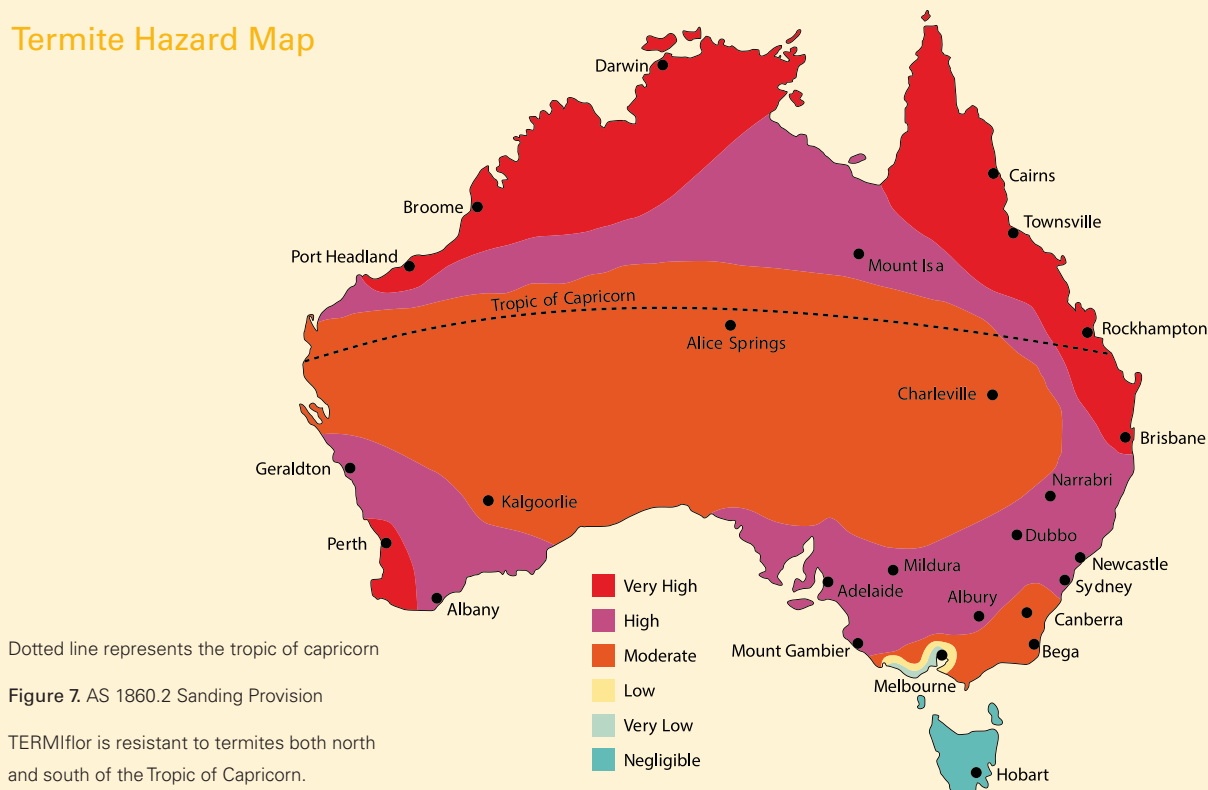 Termite Hazard Map
Darwin
Cairns
Broome
Townsville
Port Headland
Mount Isa
Tropic of Capricorn
Rockhampton
Alice Springs
Charleville
Brisbane
Geraldton
Narrabri
Kalgoorlie
Dubbo
Perth
Newcastle
Mildura
Sydney
Very High
Adelaide
Albury
Albany
High
Canberra
Dotted line represents the tropic of capricorn
Moderate
Mount Gambier
Bega
Figure 7. AS 1860.2 Sanding Provision
Low
Melbourne
TERMIflor is resistant to termites both north
and south of the Tropic of Capricorn.
Very Low
Negligible
Hobart